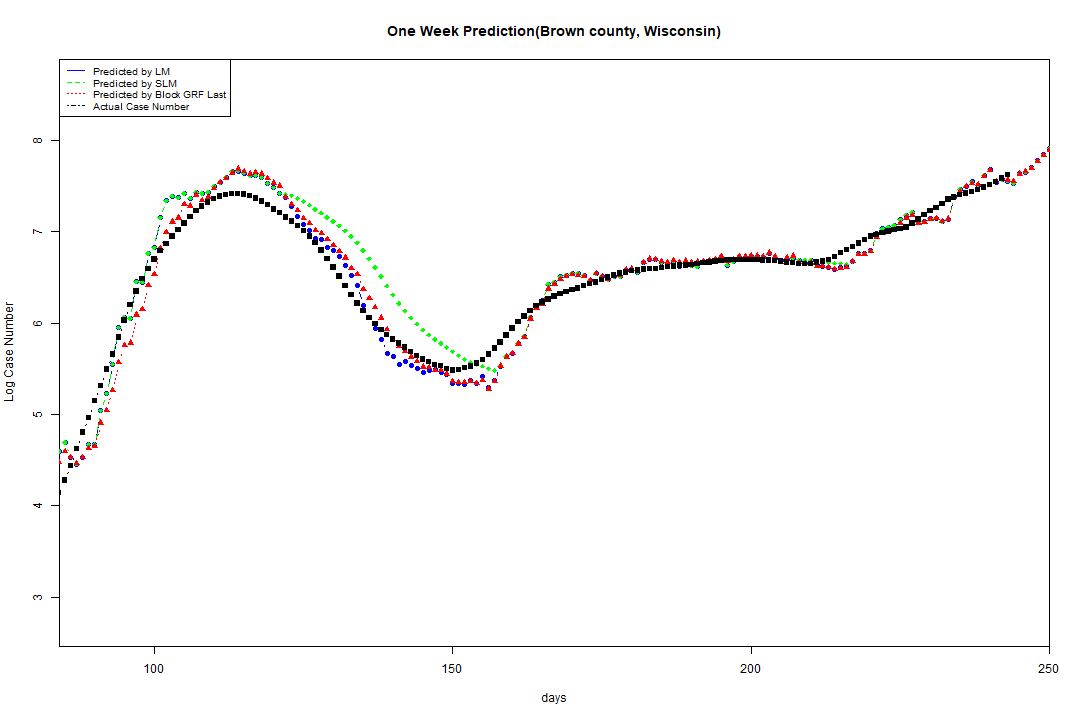 One Week Prediction(Brown county, Wisconsin)
Predicted by LM
Predicted by SLM
Predicted by Block GRF Last
Actual Case Number
8
7
6
5
4
3
Log Case Number
100 150 200 250
days